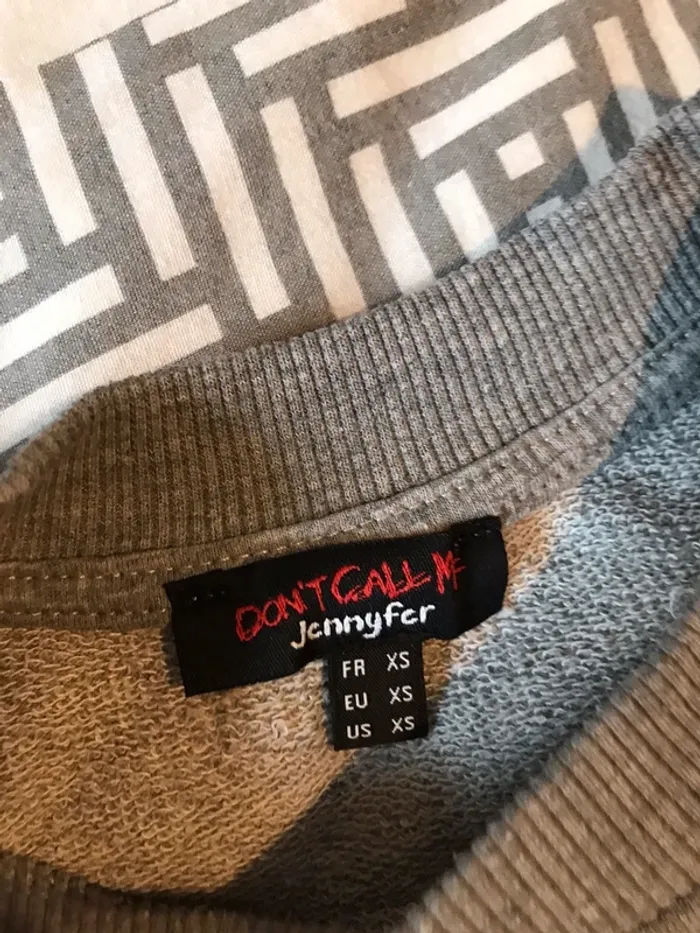 DON'T CALL ME
Jennyfer
FR XS
EU XS
US XS